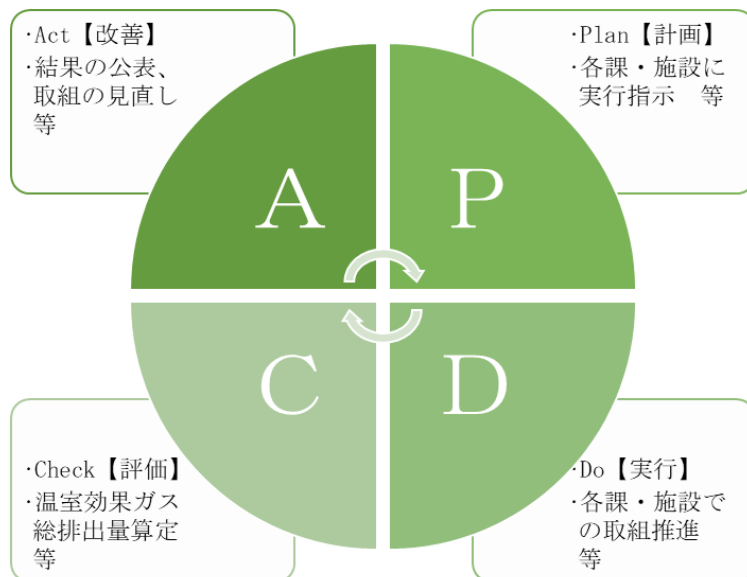 ·Act【改善】
·結果の公表、
取組の見直し
等
·Plan【計画】
·各課・施設に
実行指示　等
A
P
C
D
·Check【評価】
·温室効果ガス
総排出量算定
等
·Do【実行】
·各課・施設で
の取組推進
等